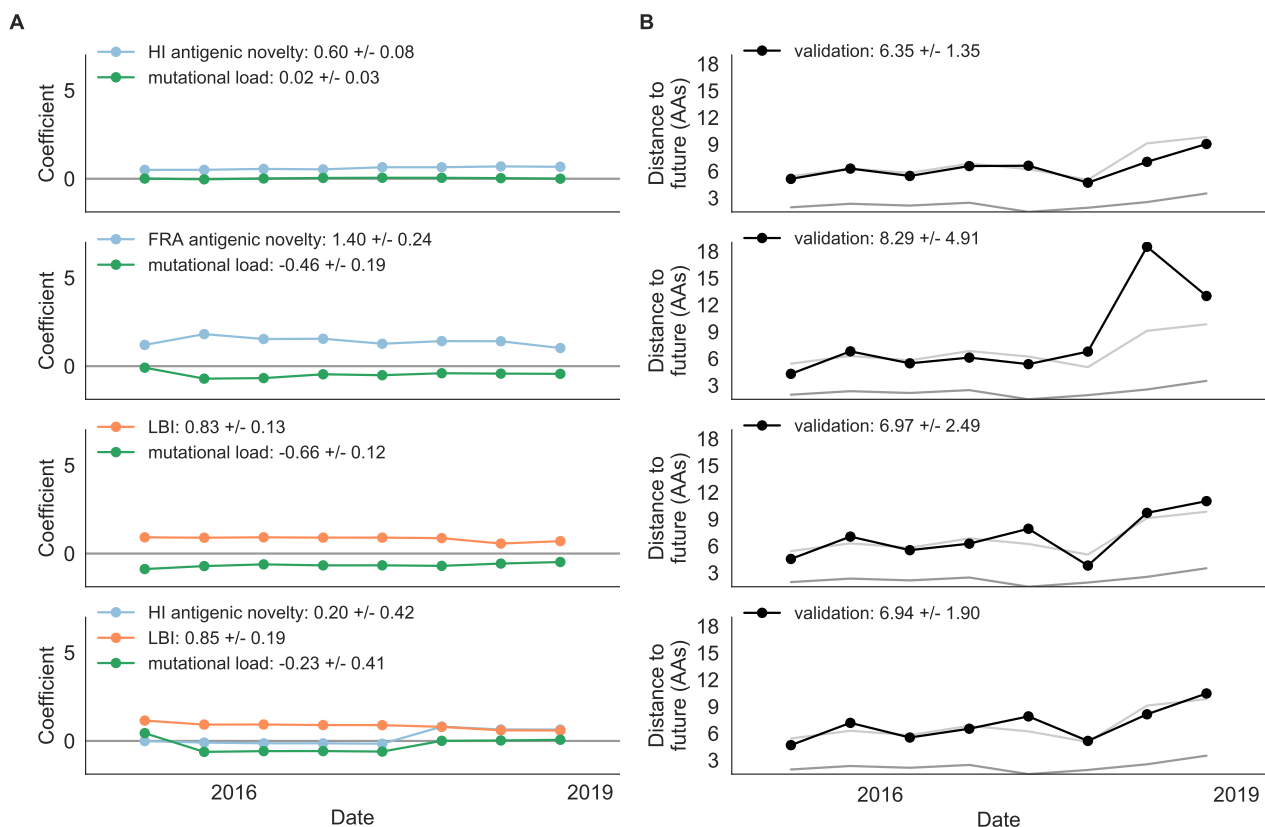 A
HI antigenic novelty: 0.60 +/- 0.08
mutational load: 0.02 +/- 0.03
5
0
Coefficient
FRA antigenic novelty: 1.40 +/- 0.24
mutational load: -0.46 +/- 0.19
5
0
Coefficient
LBI: 0.83 +/- 0.13
mutational load: -0.66 +/- 0.12
5
0
Coefficient
HI antigenic novelty: 0.20 +/- 0.42
LBI: 0.85 +/- 0.19
mutational load: -0.23 +/- 0.41
5
0
Coefficient
2016
2019
Date
B
validation: 6.35 +/- 1.35
18
15
12
9
6
3
Distance to
future (AAs)
validation: 8.29 +/- 4.91
18
15
12
9
6
3
Distance to
future (AAs)
validation: 6.97 +/- 2.49
18
15
12
9
6
3
Distance to
future (AAs)
validation: 6.94 +/- 1.90
18
15
12
9
6
3
Distance to
future (AAs)
2016
2019
Date